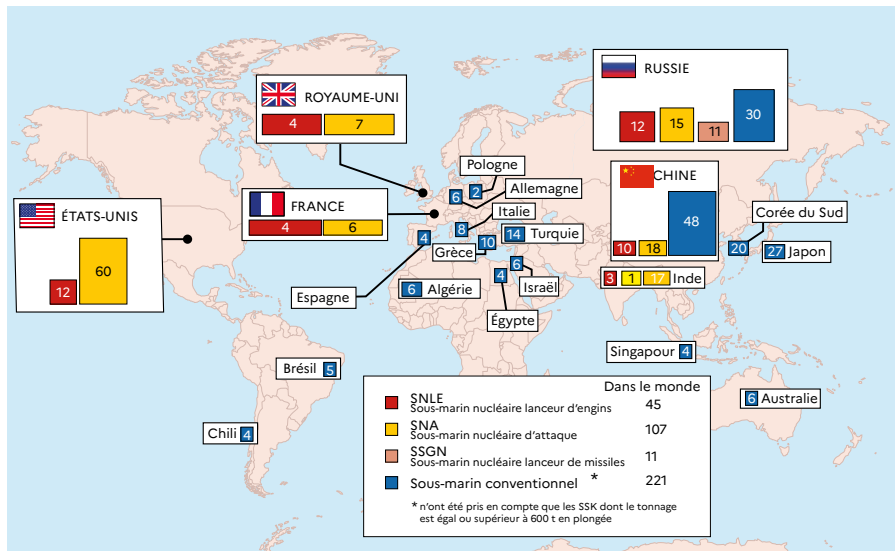 ROYAUME-UNI
4 7
RUSSIE
12 15 11 30
Pologne
2
Allemagne
6
FRANCE
4 6
Italie
8
CHINE
10 18 48
ÉTATS-UNIS
12 60
Corée du Sud
20
27 Japon
14 Turquie
4
Grèce 10
6
Israël
3 1 17 Inde
Espagne
6 Algérie
4
Égypte
Singapour 4
Brésil 5
6 Australie
Chili 4
Dans le monde
SNLE
Sous-marin nucléaire lanceur d'engins 45
SNA
Sous-marin nucléaire d'attaque 107
SSGN
Sous-marin nucléaire lanceur de missiles 11
Sous-marin conventionnel * 221
* n'ont été pris en compte que les SSK dont le tonnage
est égal ou supérieur à 600 t en plongée